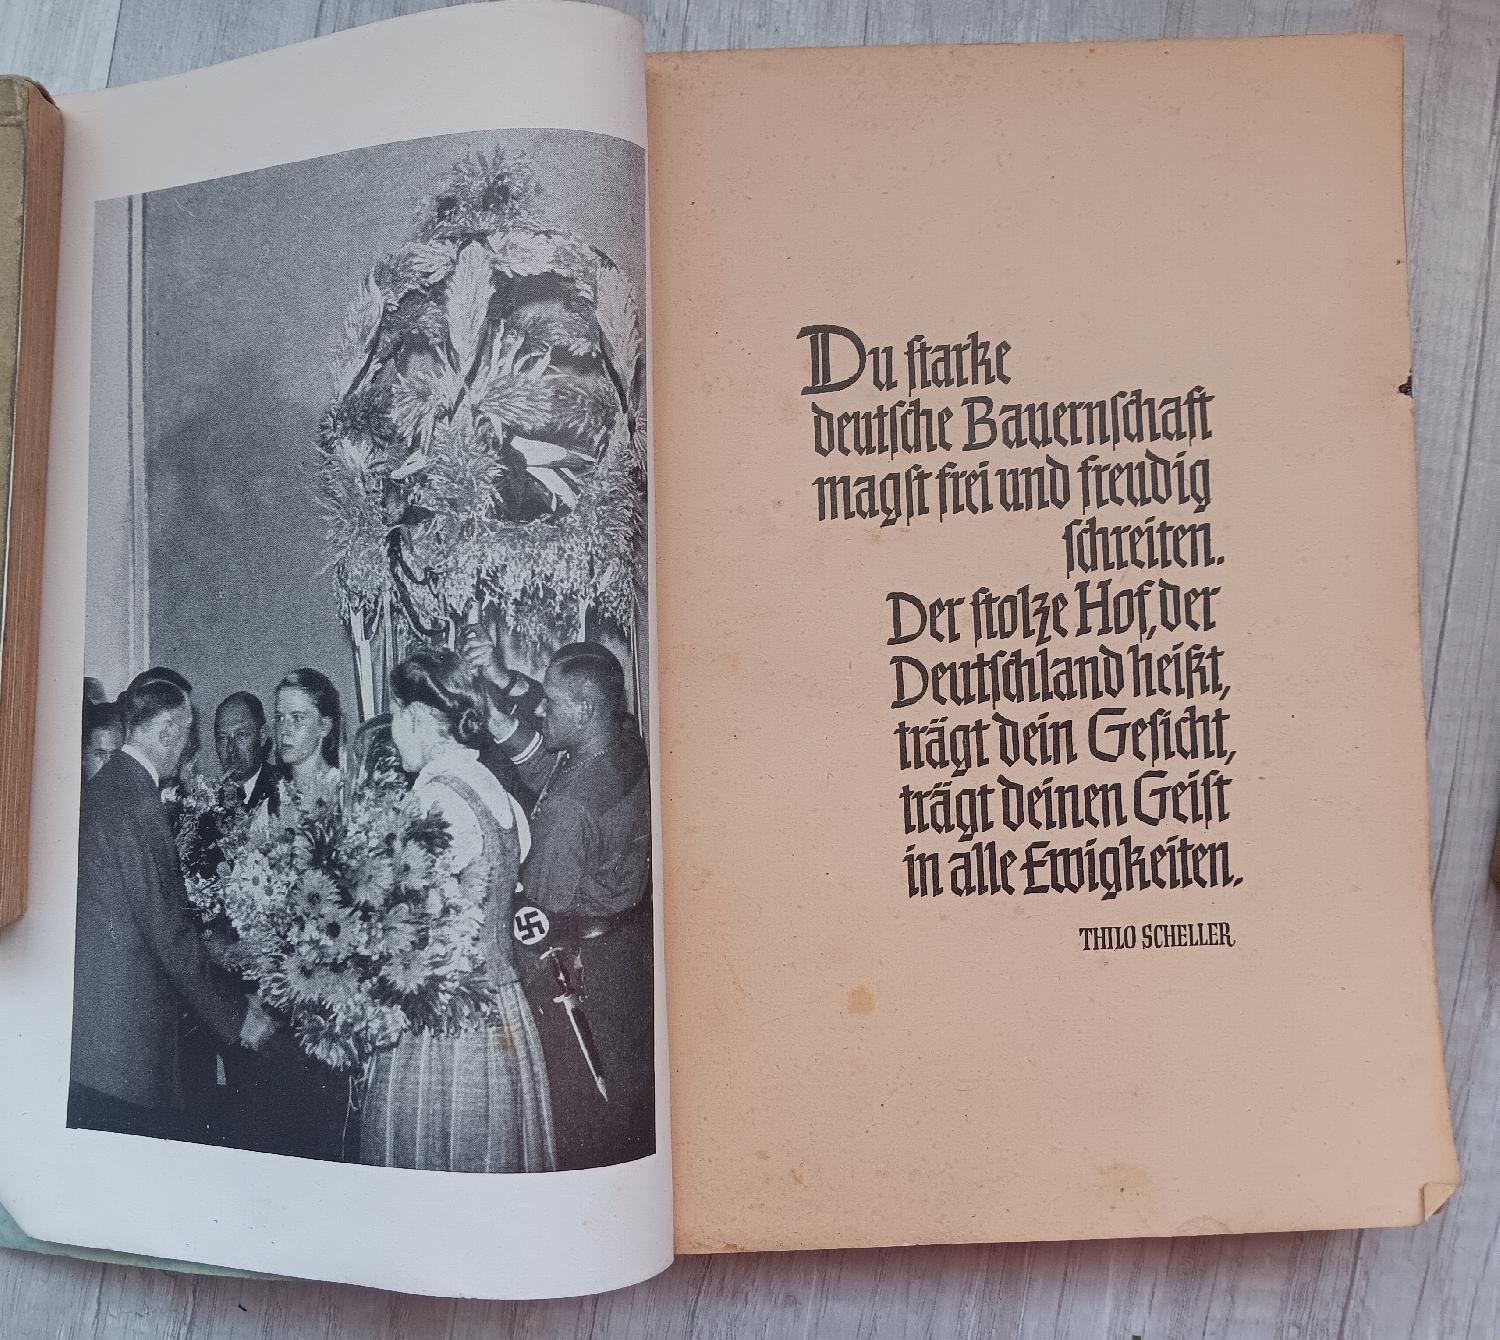 Du starke
deutsche Bauernschaft
magst frei und freudig
schreiten.
Der stolze Hof, der
Deutschland heißt,
trägt dein Gesicht,
trägt deinen Geist
in alle Ewigkeiten.
THILO SCHELLER